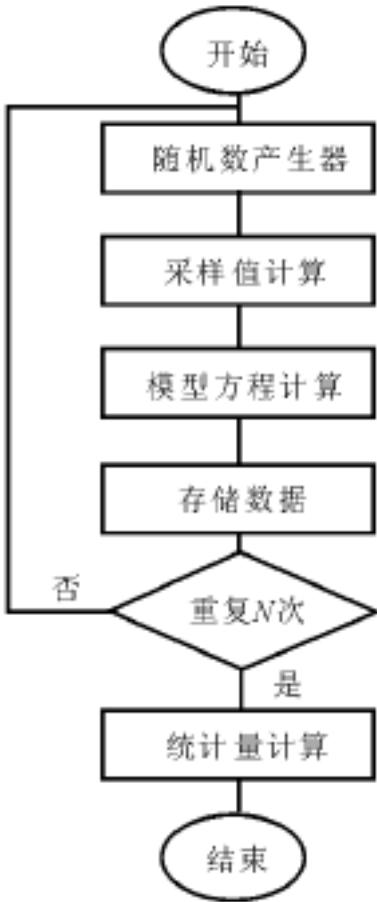 开始
随机数产生器
采样值计算
模型方程计算
存储数据
否
重复N次
是
统计量计算
结束